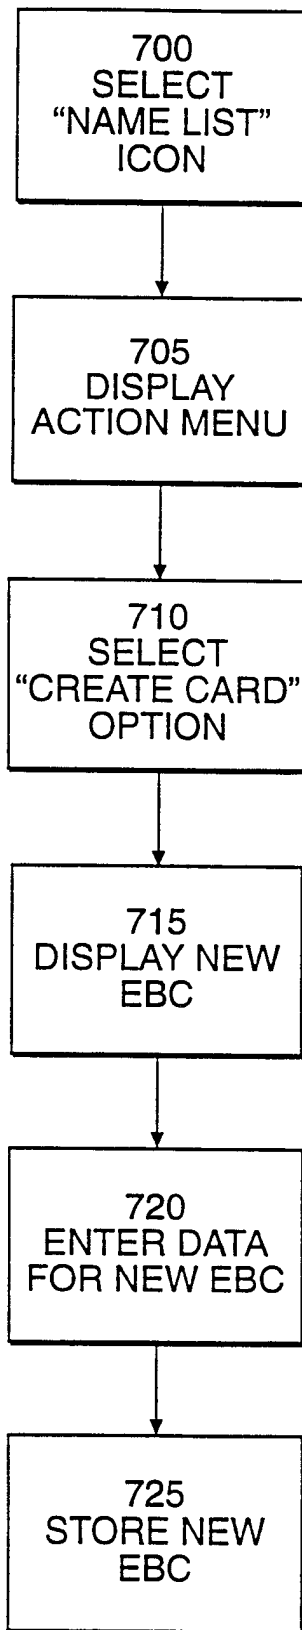 700
SELECT
“NAME LIST”
ICON
705
DISPLAY
ACTION MENU
710
SELECT
“CREATE CARD”
OPTION
715
DISPLAY NEW
EBC
720
ENTER DATA
FOR NEW EBC
725
STORE NEW
EBC